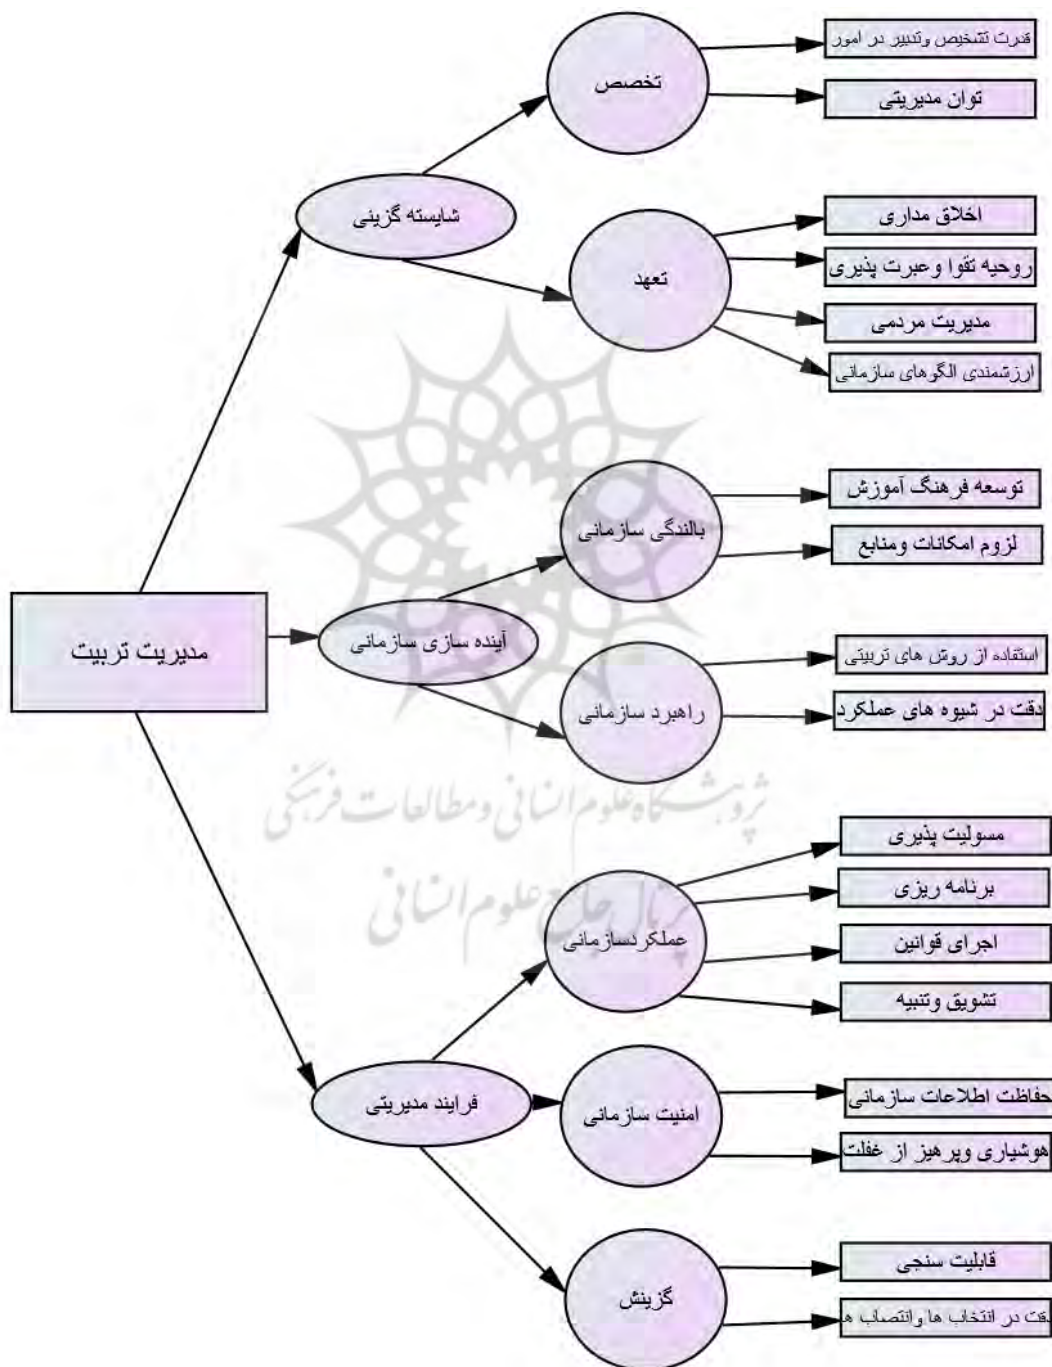 تخصص
قدرت تشخیص وتدبیر در امور
توان مدیریتی
شایسته گزینی
تعهد
اخلاق مداری
روحیه تقوا وعبرت پذیری
مدیریت مردمی
ارزشمندی الگوهای سازمانی
بالندگی سازمانی
توسعه فرهنگ آموزش
لزوم امکانات ومنابع
مدیریت تربیت
آینده سازی سازمانی
راهبرد سازمانی
استفاده از روش های تربیتی
دقت در شیوه های عملکرد
پژوهشگاه علوم انسانی و مطالعات فرهنگی
پرتال جامع علوم انسانی
عملکردسازمانی
مسولیت پذیری
برنامه ریزی
اجرای قوانین
تشویق وتنبیه
فرایند مدیریتی
امنیت سازمانی
حفاظت اطلاعات سازمانی
هوشیاری وپرهیز از غفلت
گزینش
قابلیت سنجی
دقت در انتخاب ها وانتصاب ه